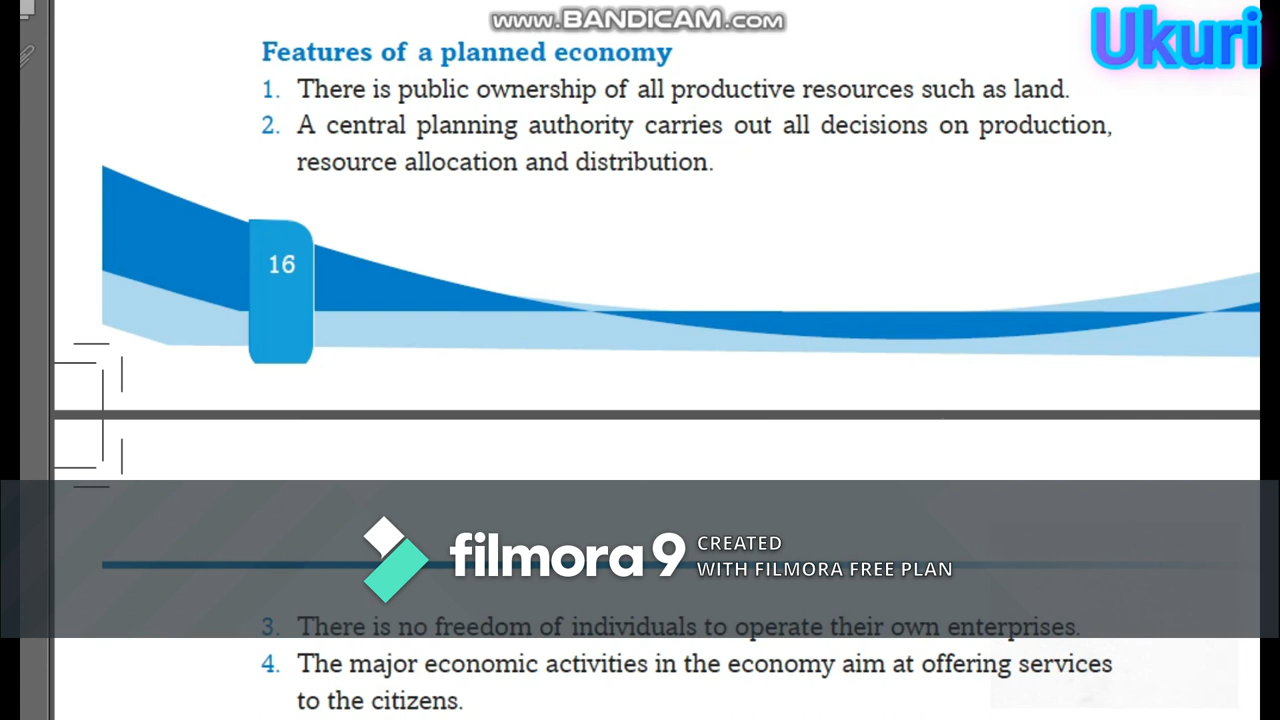 www.BANDICAM.com
Ukuri
Features of a planned economy
1. There is public ownership of all productive resources such as land.
2. A central planning authority carries out all decisions on production,
resource allocation and distribution.
16
filmora9 CREATED
WITH FILMORA FREE PLAN
3. There is no freedom of individuals to operate their own enterprises.
4. The major economic activities in the economy aim at offering services
to the citizens.